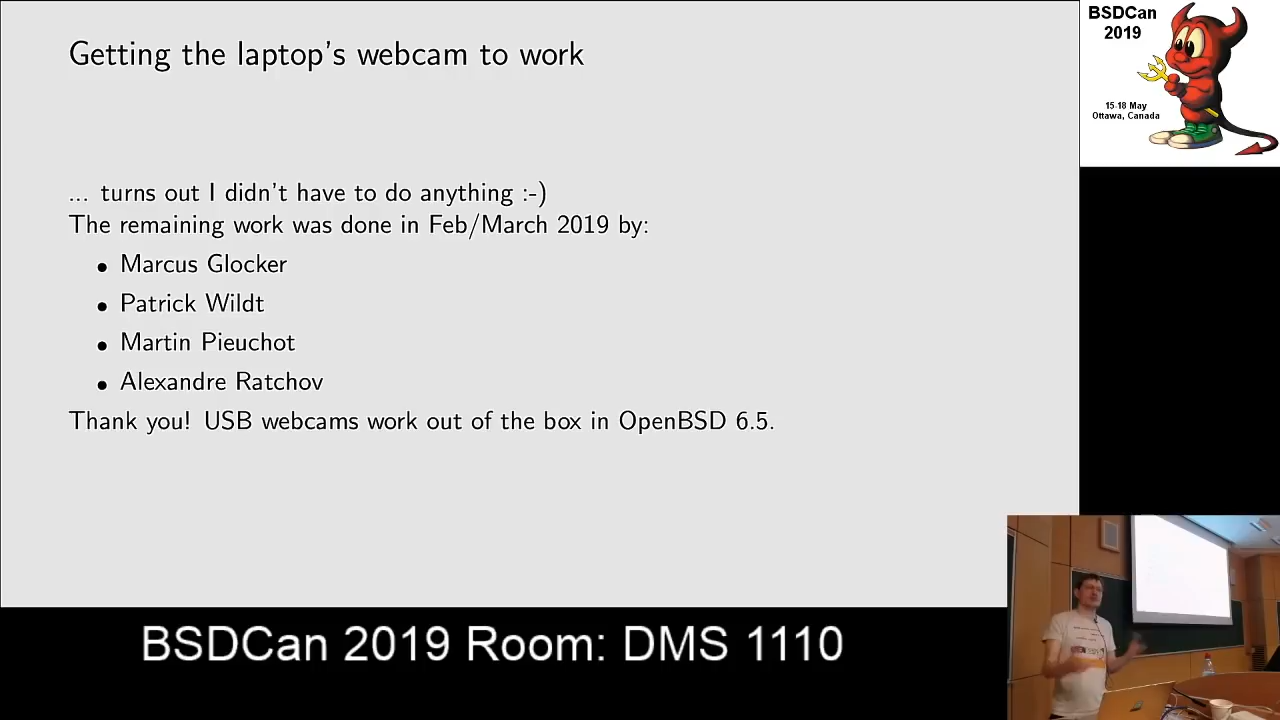 Getting the laptop's webcam to work
... turns out I didn't have to do anything :-)
The remaining work was done in Feb/March 2019 by:
• Marcus Glocker
• Patrick Wildt
• Martin Pieuchot
• Alexandre Ratchov
Thank you! USB webcams work out of the box in OpenBSD 6.5.
BSDCan
2019
15-18 May
Ottawa, Canada
BSDCan 2019 Room: DMS 1110